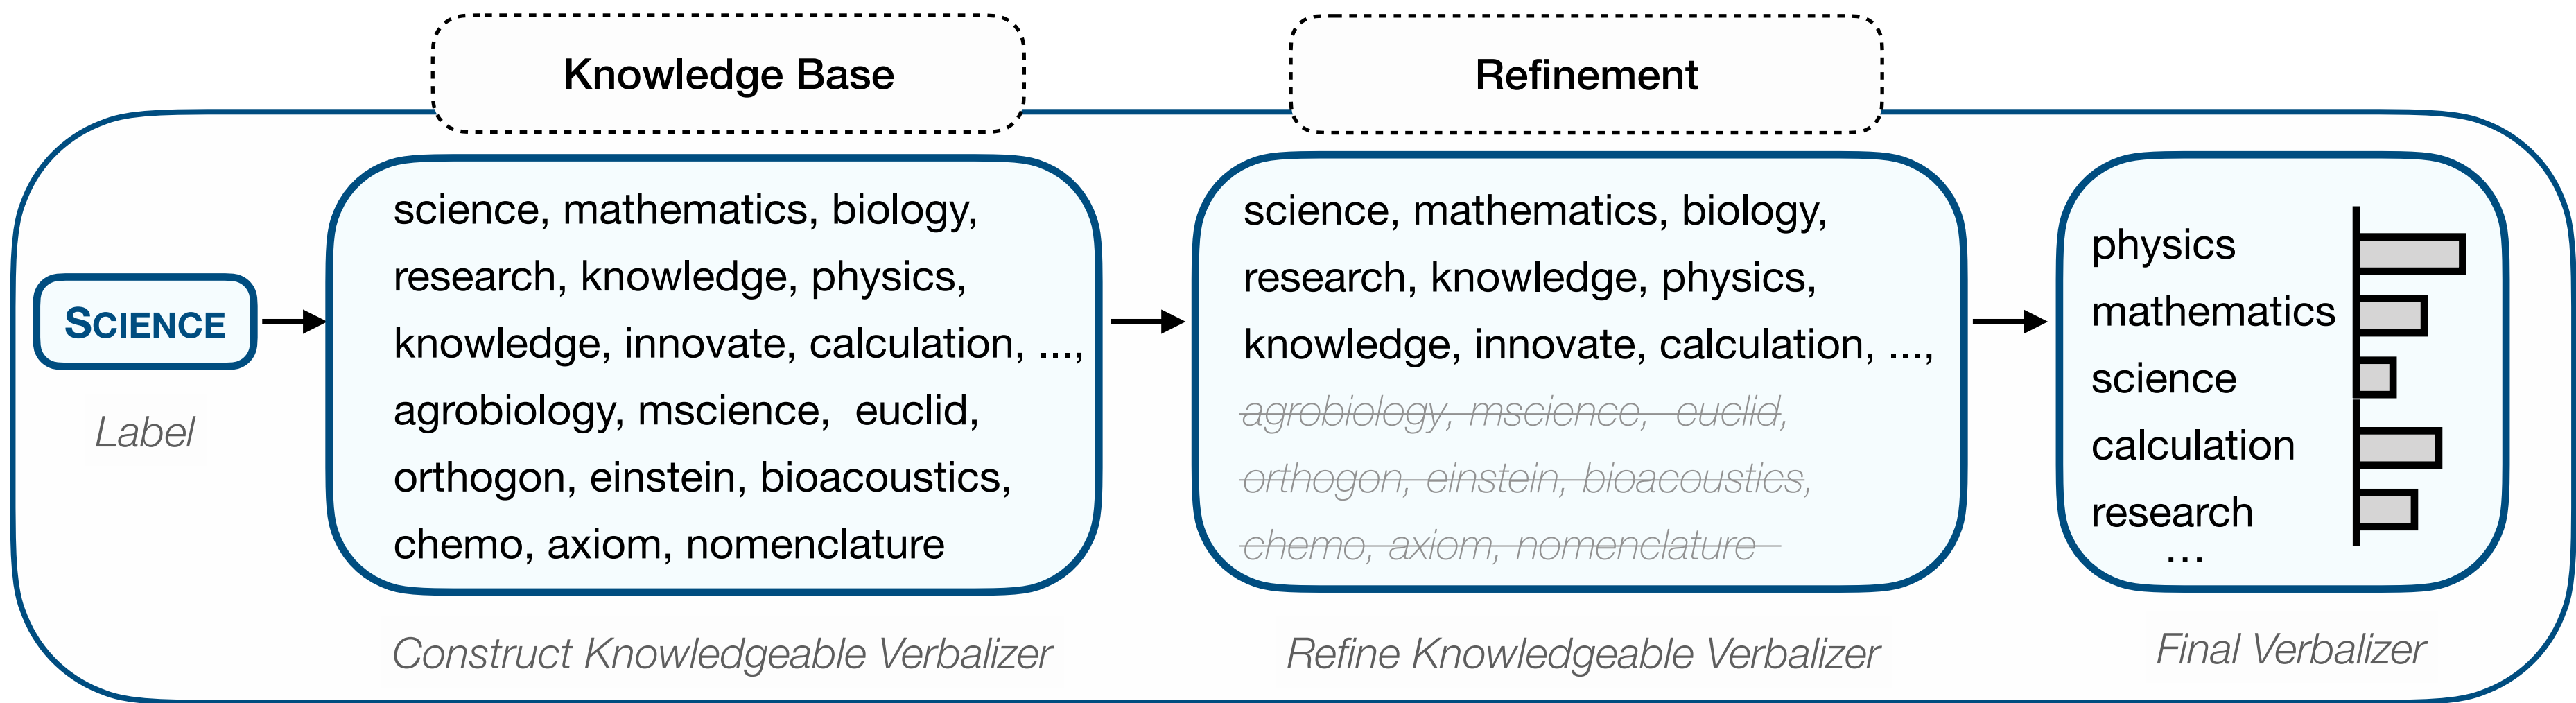 Knowledge Base
Refinement
SCIENCE
Label
science, mathematics, biology,
research, knowledge, physics,
knowledge, innovate, calculation, ...,
agrobiology, mscience, euclid,
orthogon, einstein, bioacoustics,
chemo, axiom, nomenclature
Construct Knowledgeable Verbalizer
science, mathematics, biology,
research, knowledge, physics,
knowledge, innovate, calculation, ...,
agrobiology, mscience, euclid,
orthogon, einstein, bioacoustics,
chemo, axiom, nomenclature
Refine Knowledgeable Verbalizer
physics
mathematics
science
calculation
research
...
Final Verbalizer